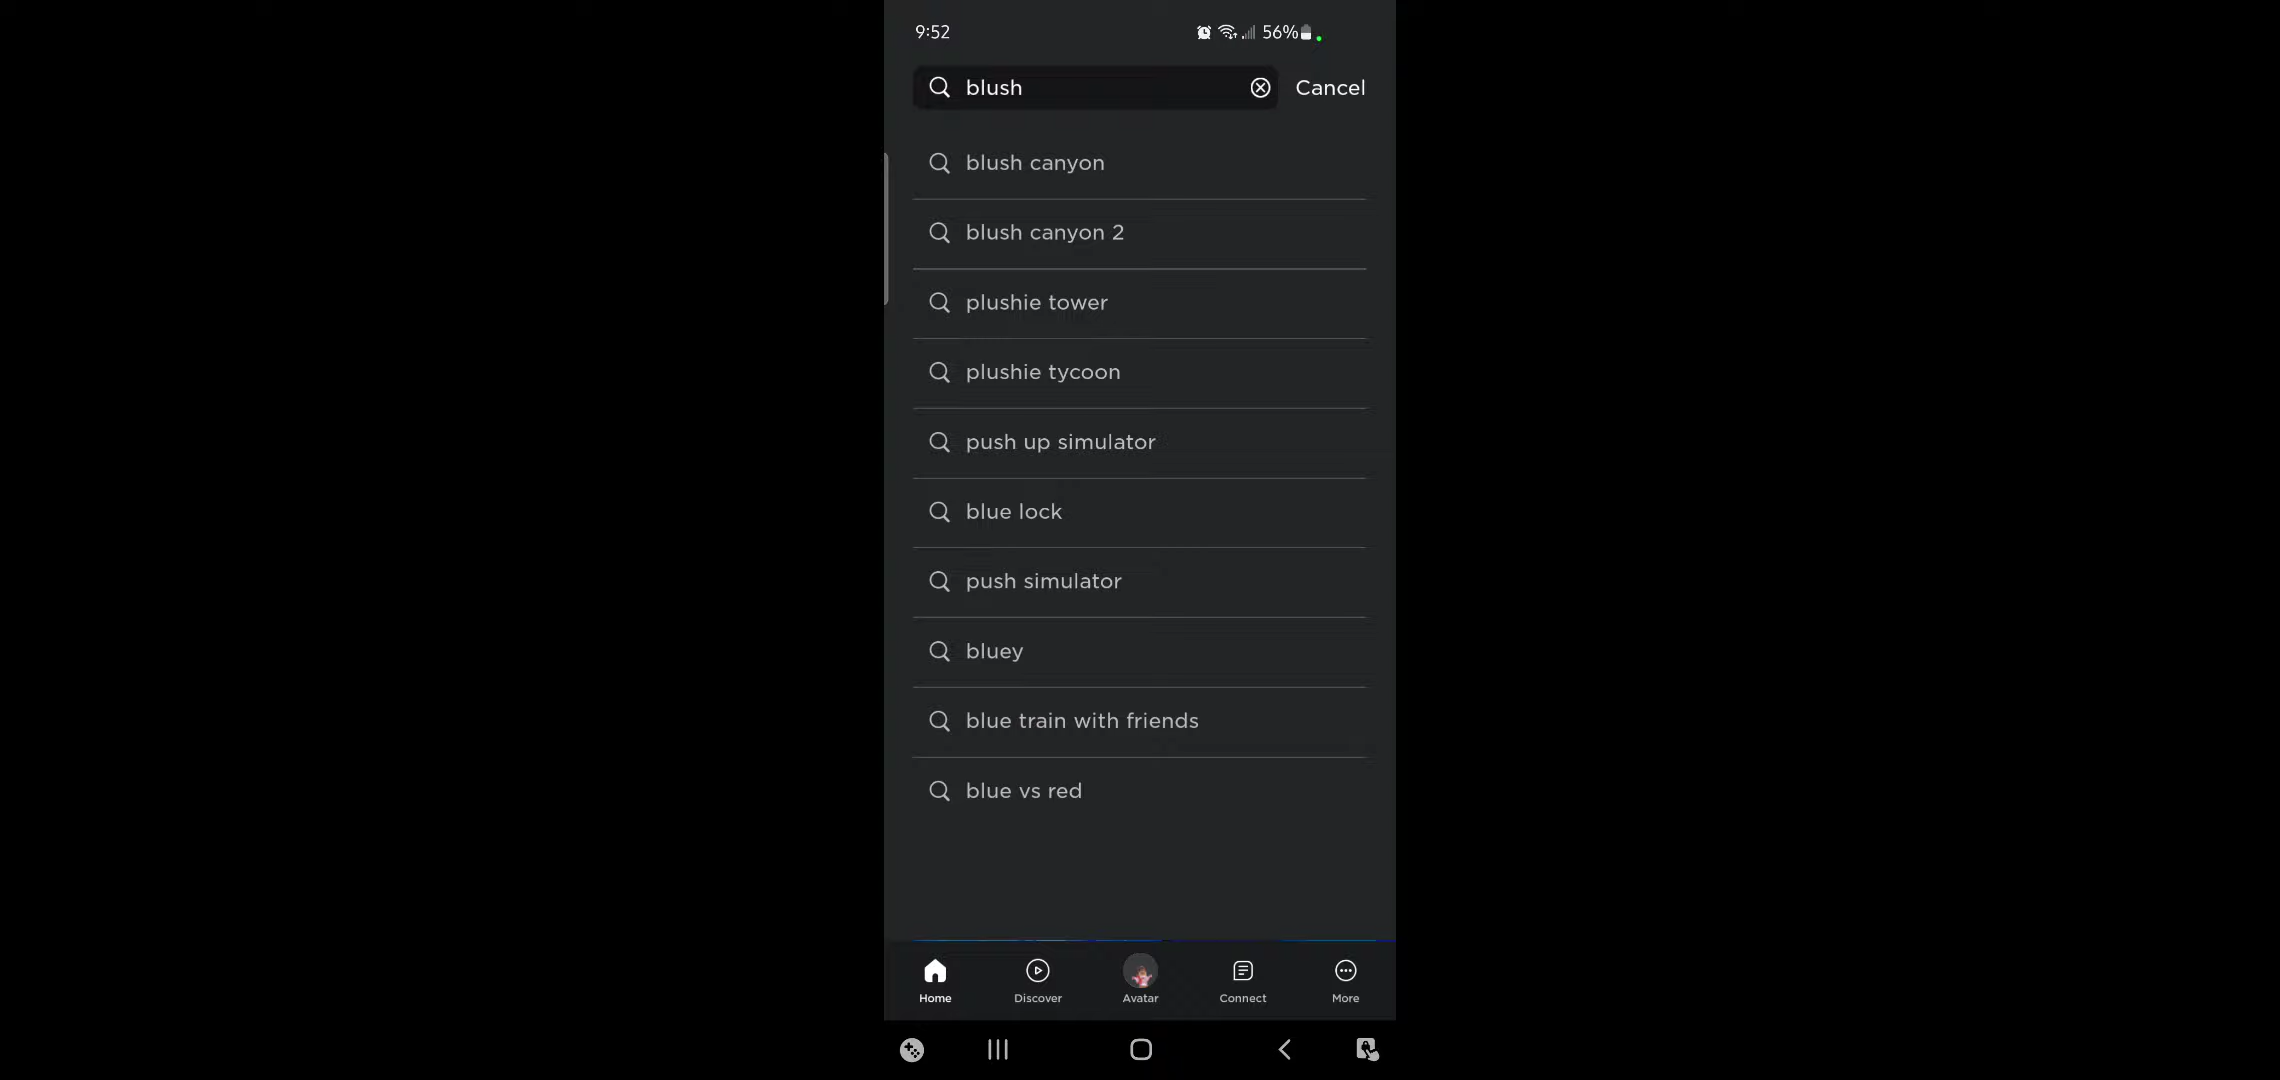 9:52
56%
blush
Cancel
blush canyon
blush canyon 2
plushie tower
plushie tycoon
push up simulator
blue lock
push simulator
bluey
blue train with friends
blue vs red
Home
Discover
Avatar
Connect
More